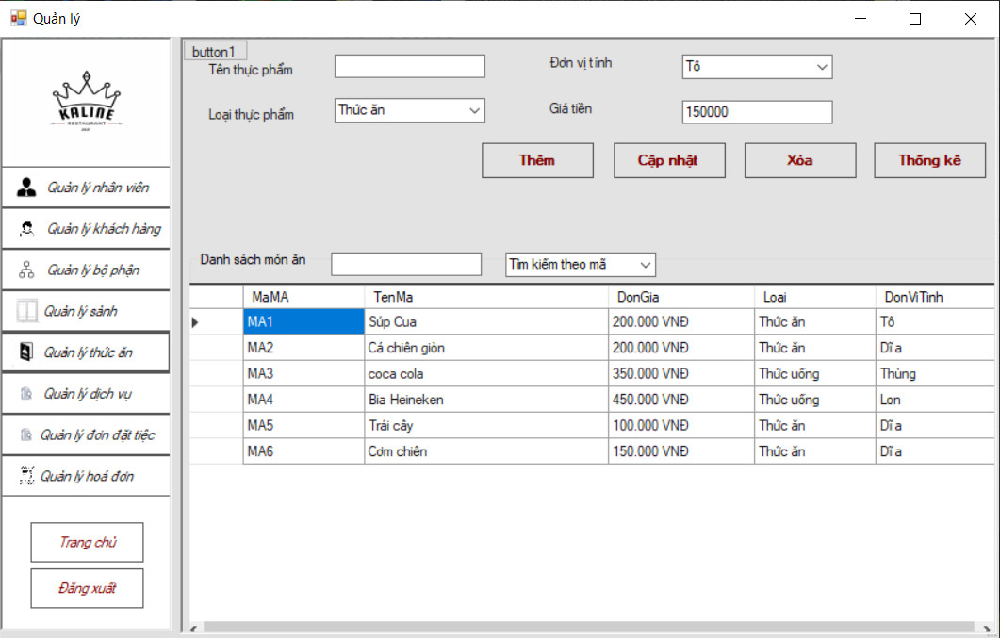 Quản lý
KALINE
RESTAURANT
Quản lý nhân viên
Quản lý khách hàng
Quản lý bộ phận
Quản lý sảnh
Quản lý thức ăn
Quản lý dịch vụ
Quản lý đơn đặt tiệc
Quản lý hoá đơn
Trang chủ
Đăng xuất
button1
Tên thực phẩm
Đơn vị tính Tô
Loại thực phẩm Thức ăn
Giá tiền 150000
Thêm Cập nhật Xóa Thống kê
Danh sách món ăn Tìm kiếm theo mã
MaMA TenMa DonGia Loai DonViTinh
MA1 Súp Cua 200.000 VNĐ Thức ăn Tô
MA2 Cá chiên giòn 200.000 VNĐ Thức ăn Dĩa
MA3 coca cola 350.000 VNĐ Thức uống Thùng
MA4 Bia Heineken 450.000 VNĐ Thức uống Lon
MA5 Trái cây 100.000 VNĐ Thức ăn Dĩa
MA6 Cơm chiên 150.000 VNĐ Thức ăn Dĩa